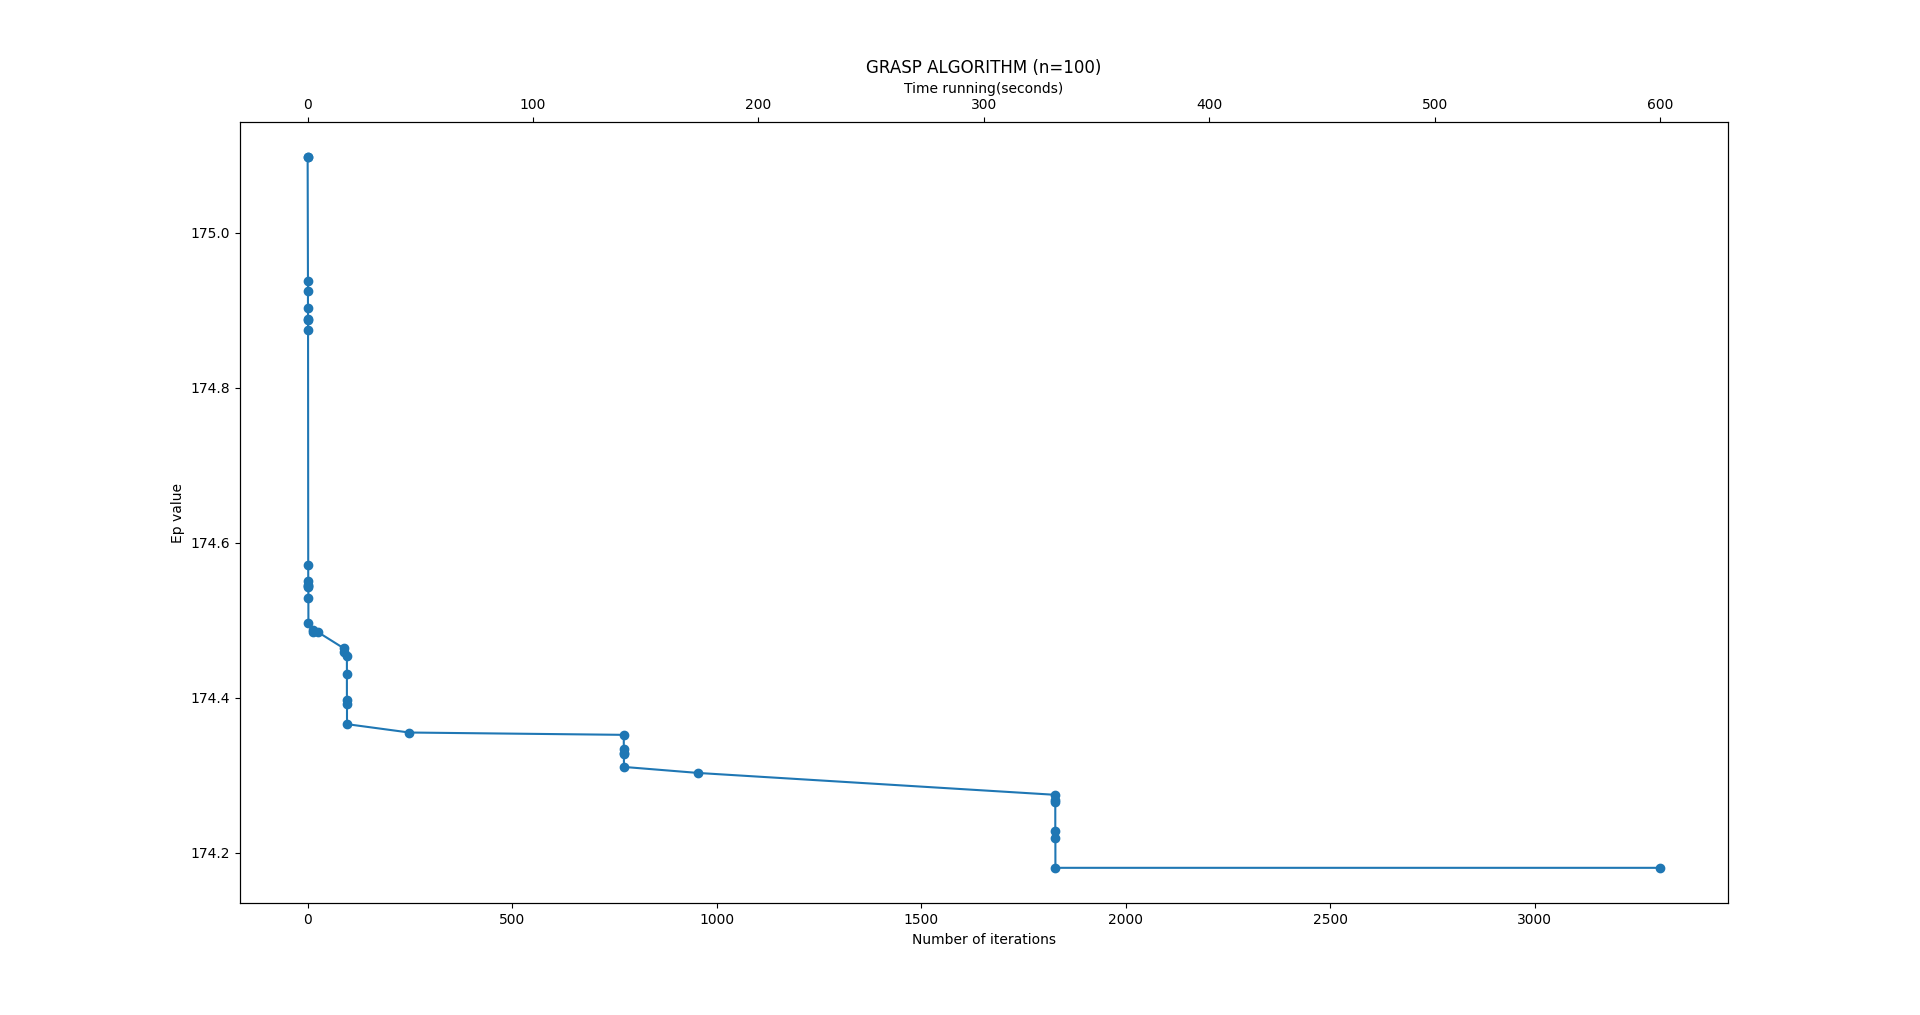 GRASP ALGORITHM (n=100)
Time running(seconds)
0 100 200 300 400 500 600
175.0
174.8
174.6
174.4
174.2
Ep value
0 500 1000 1500 2000 2500 3000
Number of iterations